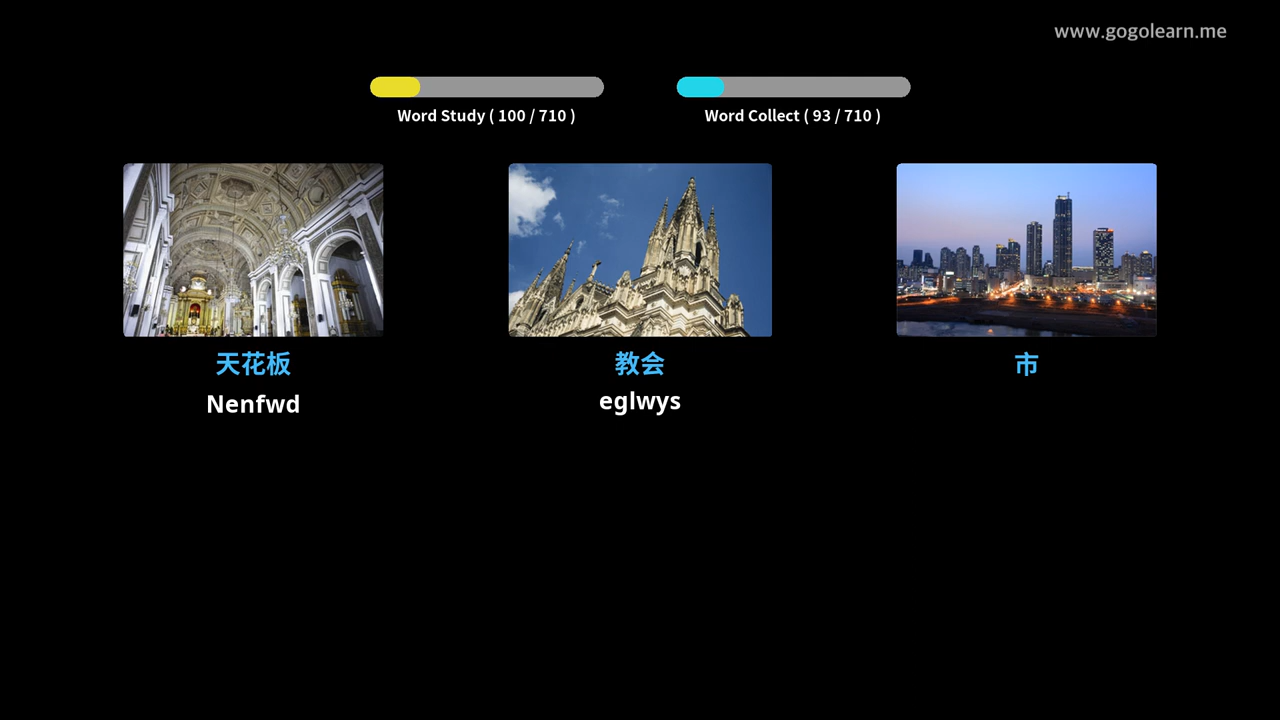 www.gogolearn.me
Word Study ( 100 / 710 )
Word Collect ( 93 / 710 )
天花板
教会
市
Nenfwd
eglwys